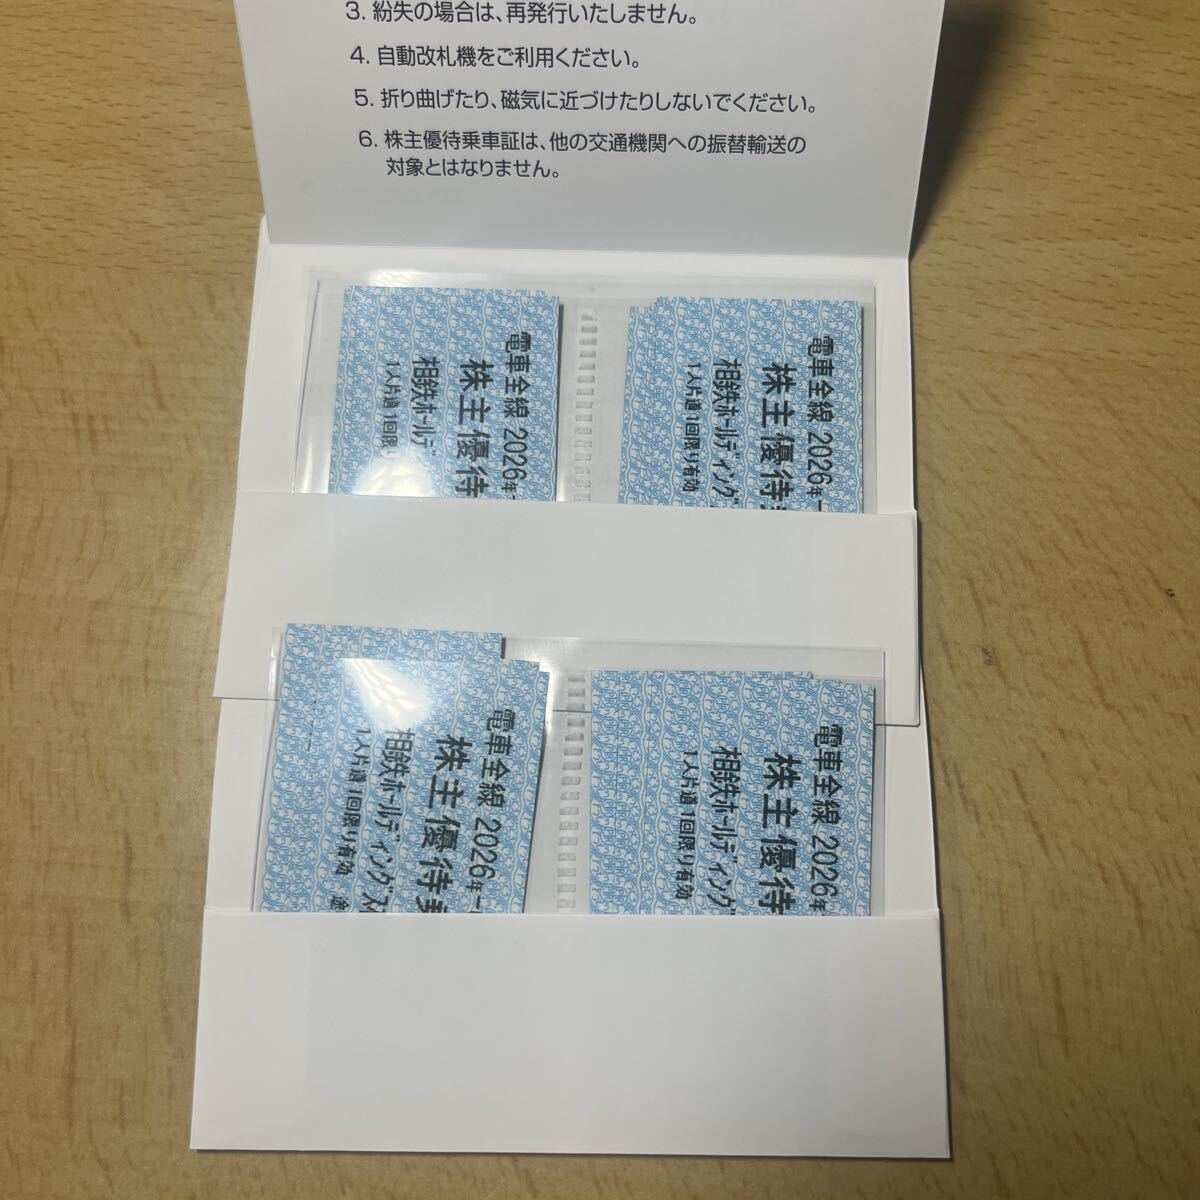 3. 紛失の場合は、再発行いたしません。
4. 自動改札機をご利用ください。
5. 折り曲げたり、磁気に近づけたりしないでください。
6. 株主優待乗車証は、他の交通機関への振替輸送の
対象とはなりません。
電車全線 2026年
株主優待
相鉄ホールディ
1人片道1回限
電車全線 2026年
株主優待
相鉄ホールディング
1人片道1回限り有効
電車全線 2026年
株主優待
相鉄ホールディングス
1人片道1回限り有効
電車全線 2026年
株主優待
相鉄ホールディング
1人片道1回限り有効